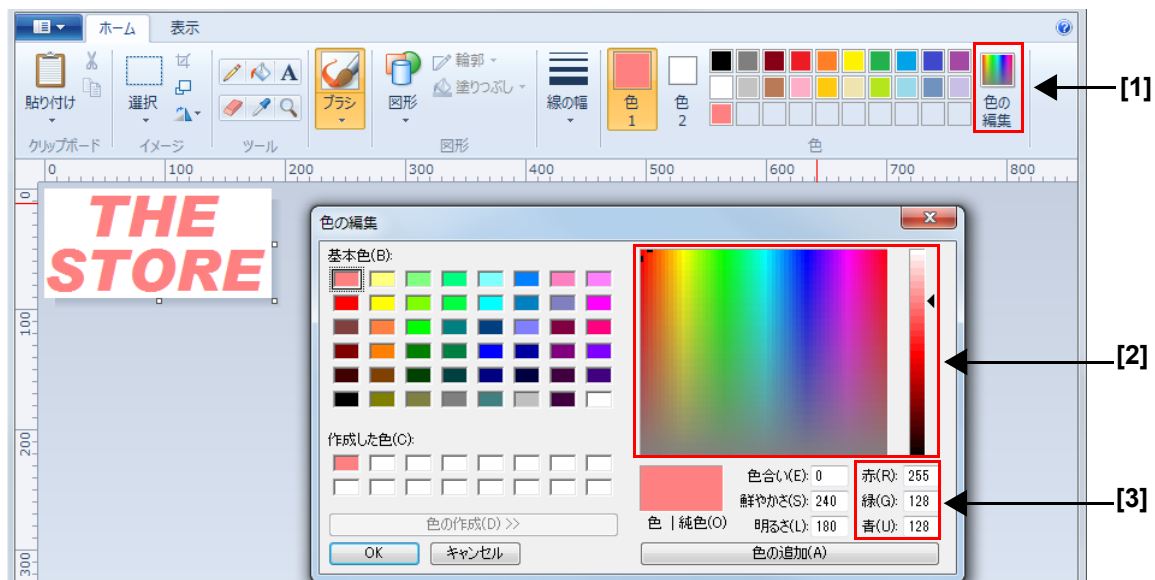 ホーム 表示
貼り付け 選択 A ブラシ 図形 輪郭 塗りつぶし 線の幅 色 1 色 2 色の 編集
クリップボード イメージ ツール 図形 色
[1]
0 100 200 300 400 500 600 700 800
0
100
200
300
THE
STORE
色の編集
基本色(B):
[2]
作成した色(C):
色合い(E): 0 赤(R): 255
鮮やかさ(S): 240 緑(G): 128
[3]
色 | 純色(O) 明るさ(L): 180 青(U): 128
色の作成(D) >>
OK キャンセル 色の追加(A)